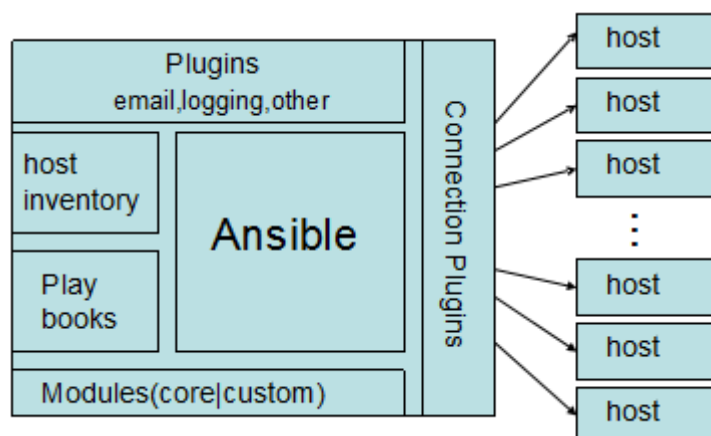 Plugins
email,logging,other
host
inventory
Ansible
Play
books
Modules(core|custom)
Connection Plugins
host
host
host
⋮
host
host
host